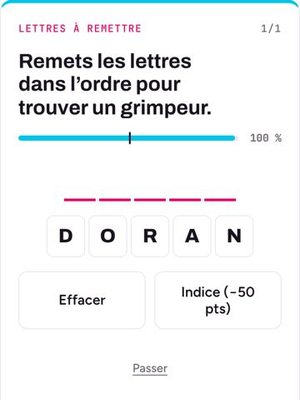 LETTRES À REMETTRE 1/1
Remets les lettres
dans l’ordre pour
trouver un grimpeur.
100 %
D O R A N
Effacer
Indice (−50
pts)
Passer